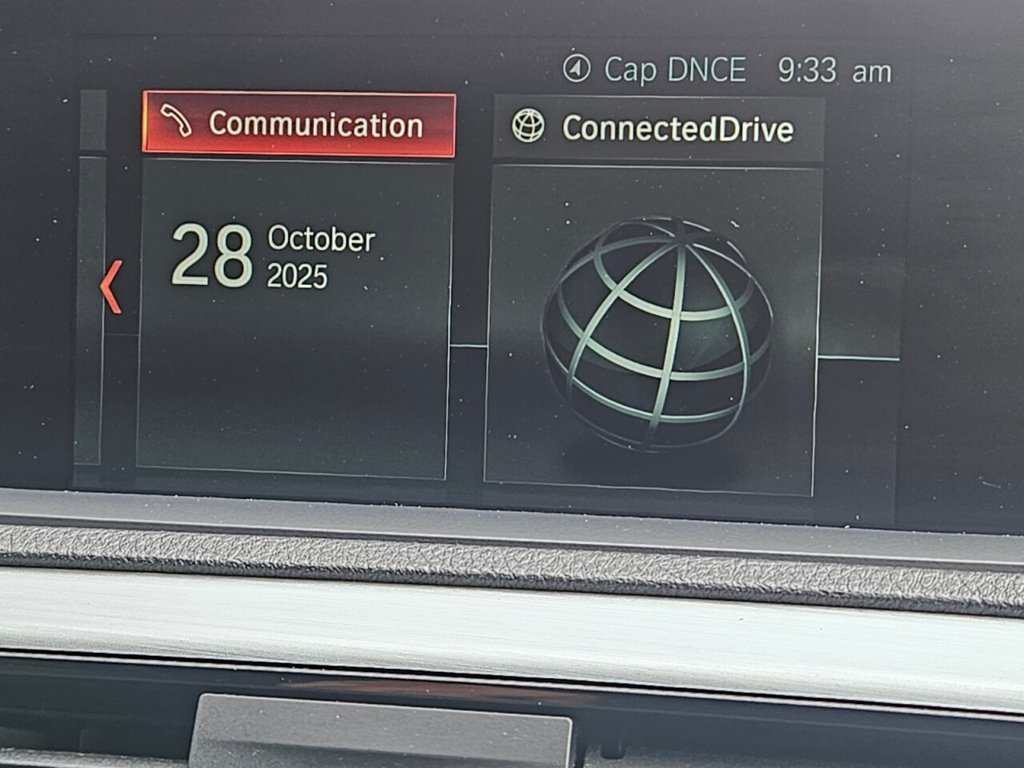 Cap DNCE 9:33 am
Communication
ConnectedDrive
28 October
2025